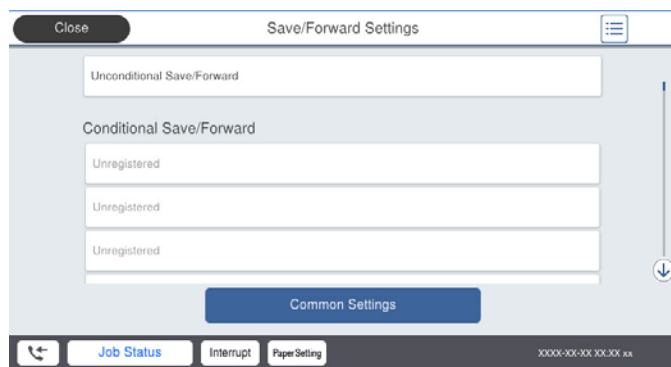 Close Save/Forward Settings
Unconditional Save/Forward
Conditional Save/Forward
Unregistered
Unregistered
Unregistered
Common Settings
Job Status Interrupt Paper Setting XXXX-XX-XX XX:XX xx